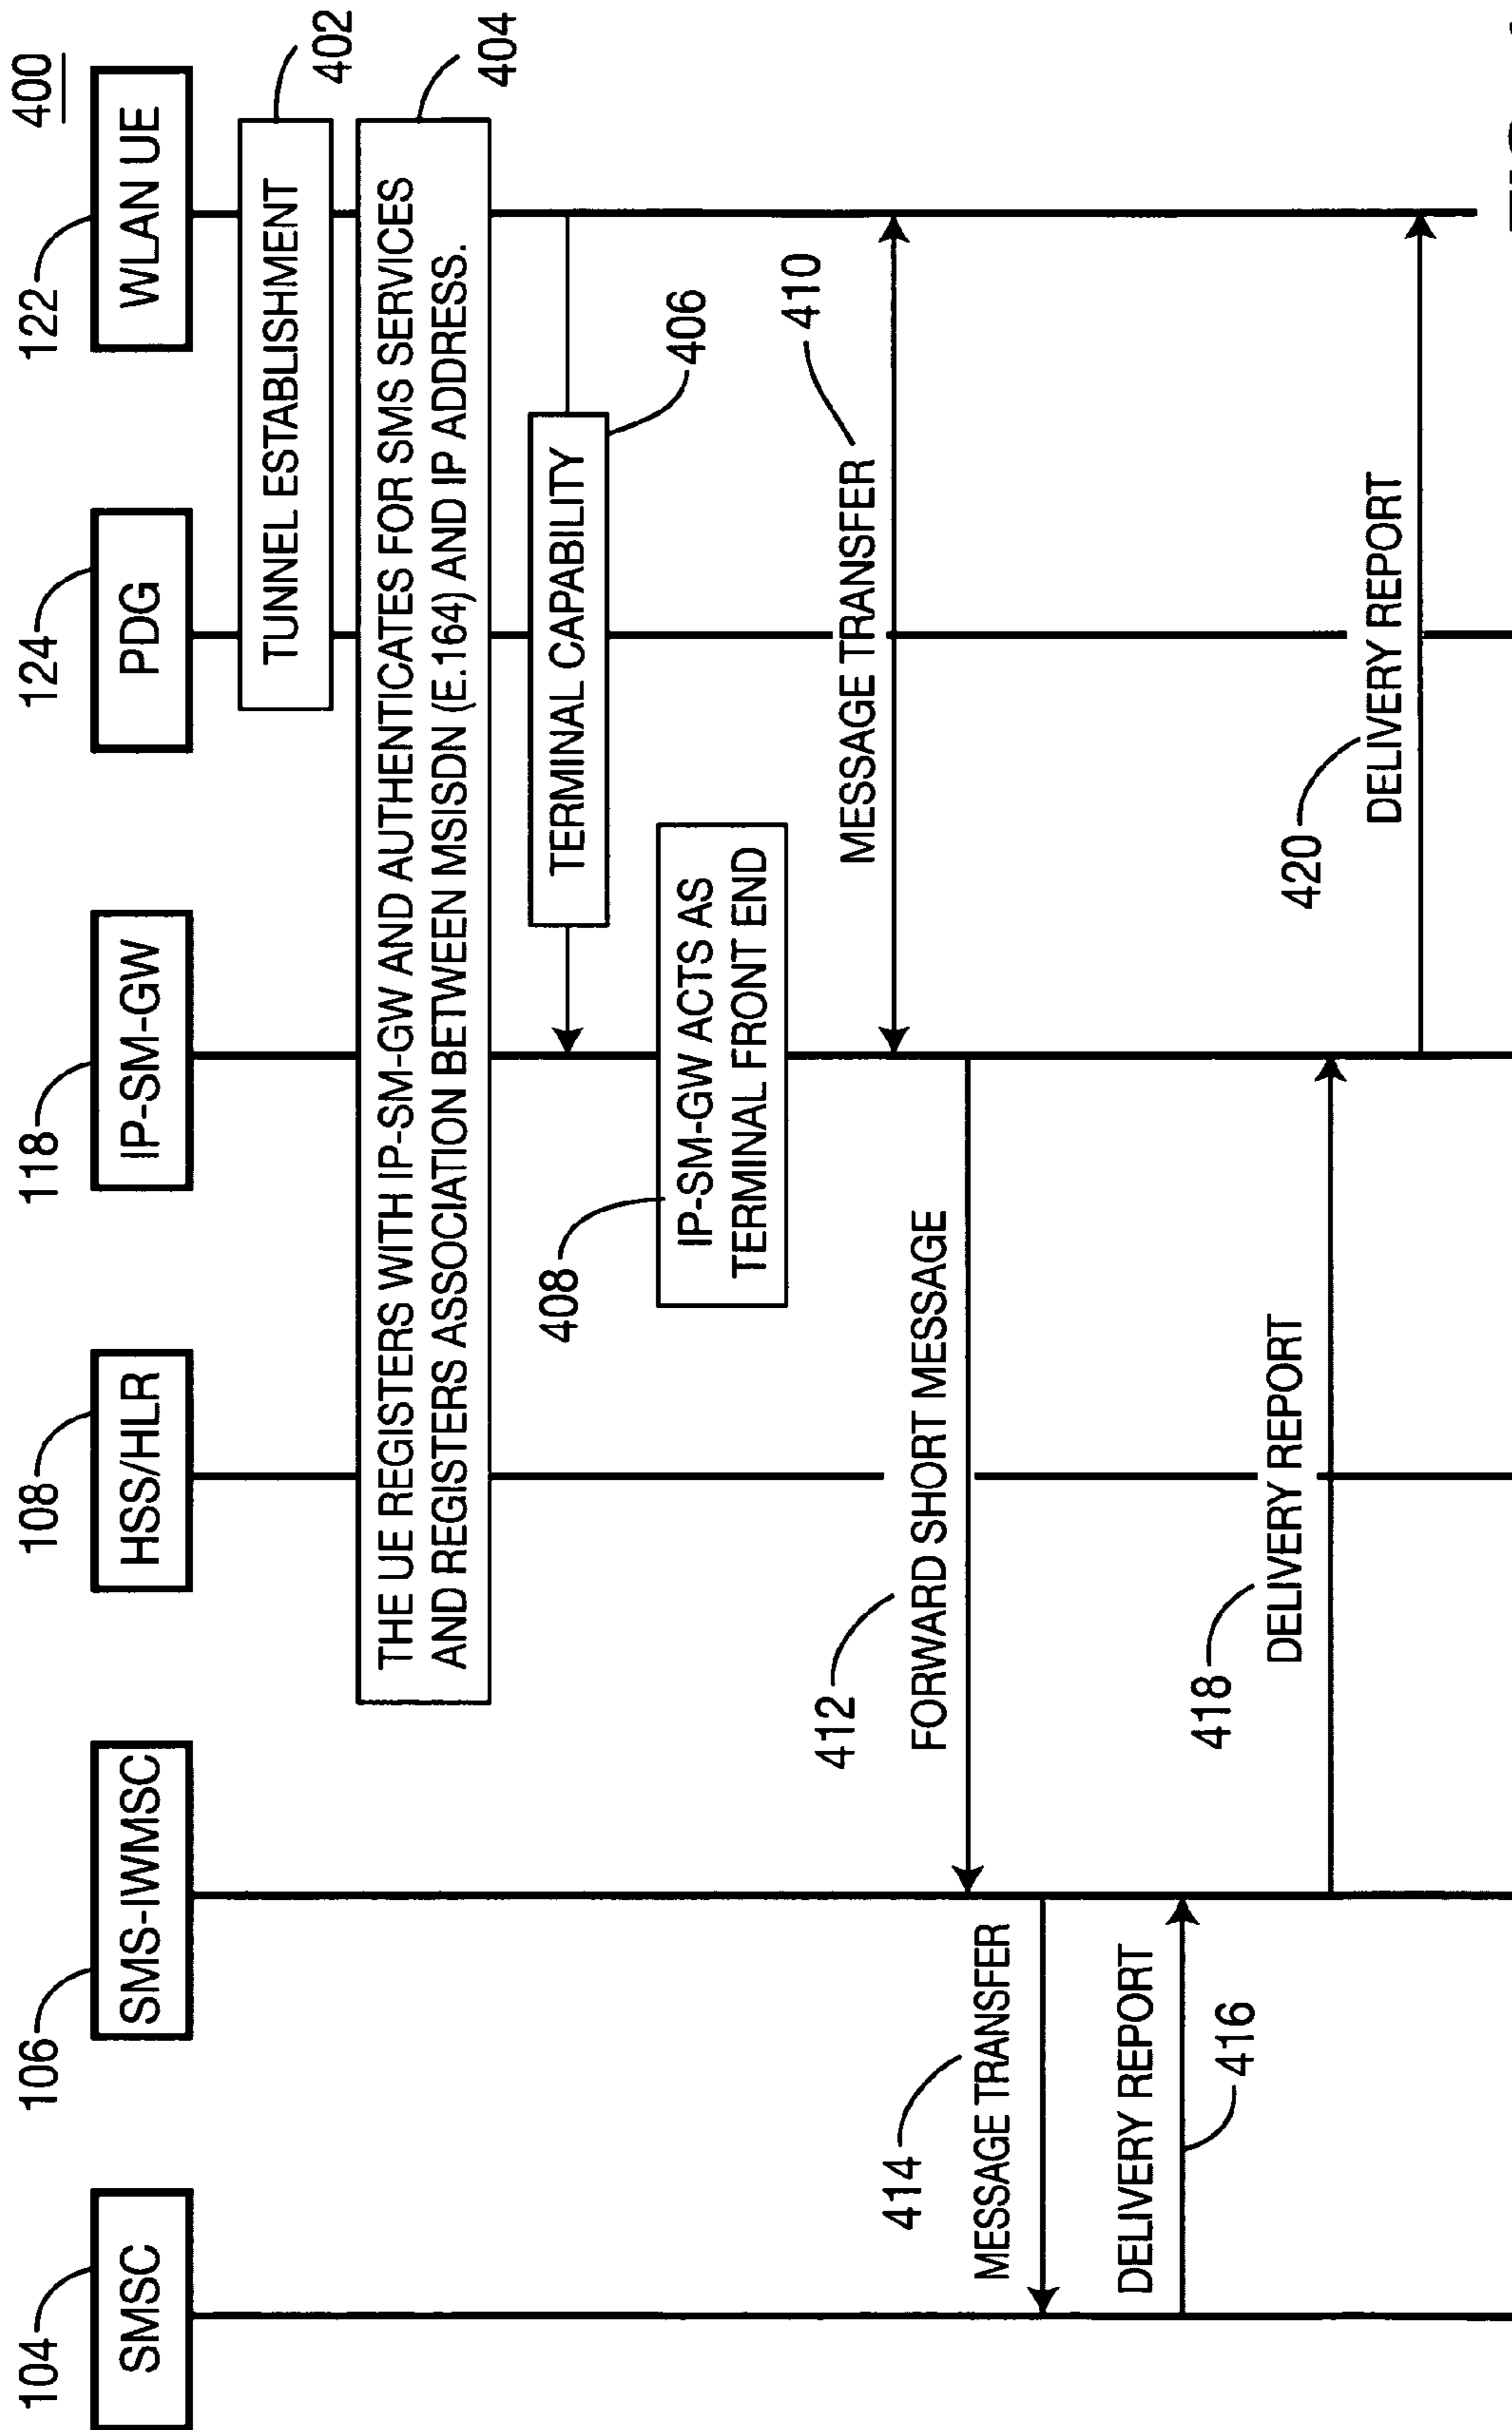 400
104
SMSC
106
SMS-IWMSC
108
HSS/HLR
118
IP-SM-GW
124
PDG
122
WLAN UE
TUNNEL ESTABLISHMENT
402
THE UE REGISTERS WITH IP-SM-GW AND AUTHENTICATES FOR SMS SERVICES
AND REGISTERS ASSOCIATION BETWEEN MSISDN (E.164) AND IP ADDRESS.
404
TERMINAL CAPABILITY
406
408
IP-SM-GW ACTS AS
TERMINAL FRONT END
MESSAGE TRANSFER
410
412
FORWARD SHORT MESSAGE
414
MESSAGE TRANSFER
DELIVERY REPORT
416
418
DELIVERY REPORT
420
DELIVERY REPORT